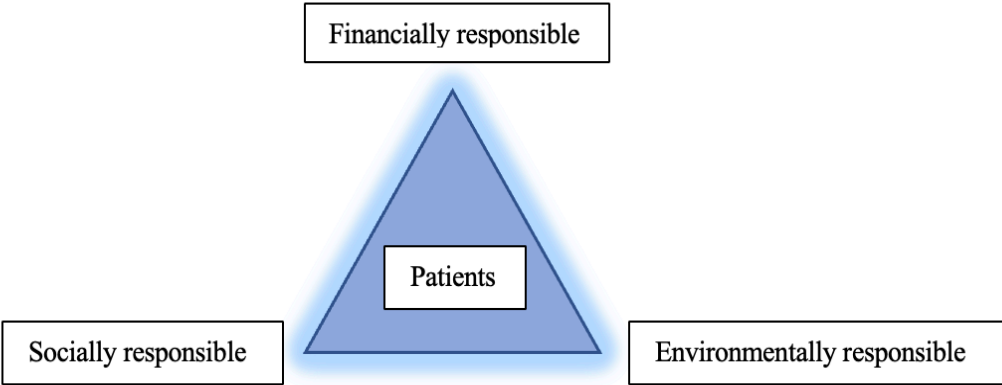 Financially responsible
Patients
Socially responsible
Environmentally responsible